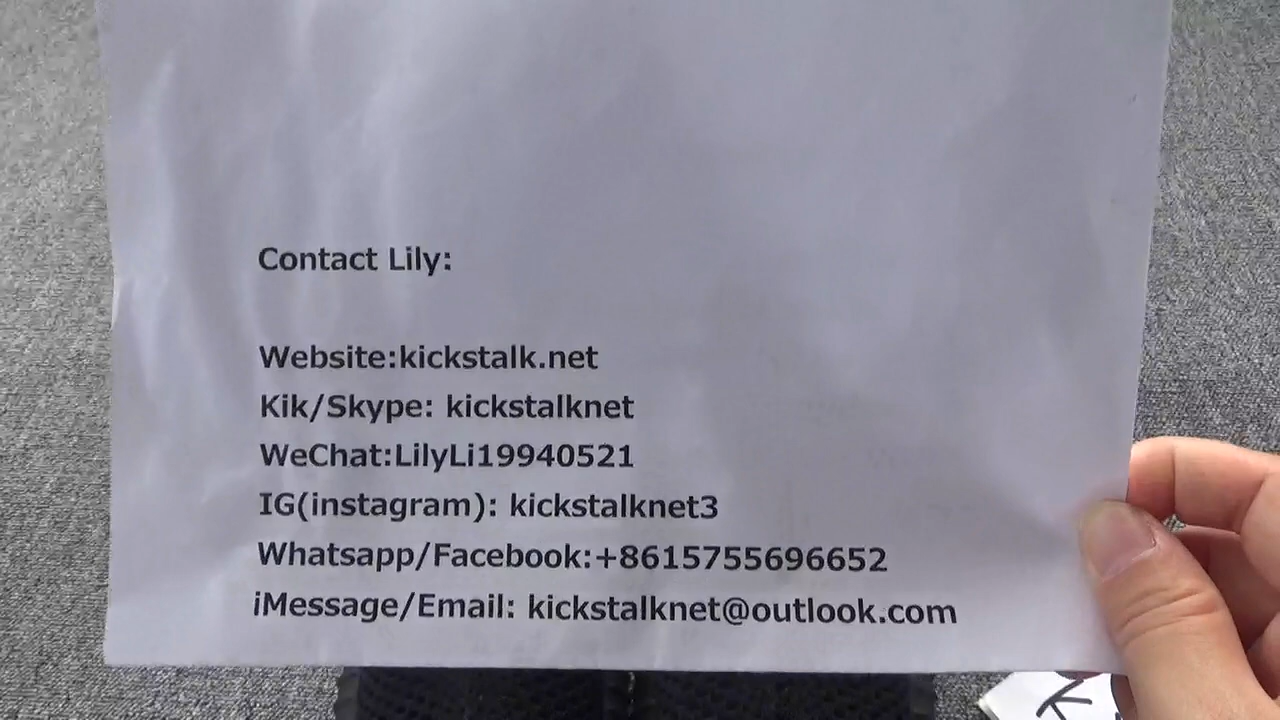 Contact Lily:
Website:kickstalk.net
Kik/Skype: kickstalknet
WeChat:LilyLi19940521
IG(instagram): kickstalknet3
Whatsapp/Facebook:+8615755696652
iMessage/Email: kickstalknet@outlook.com
K